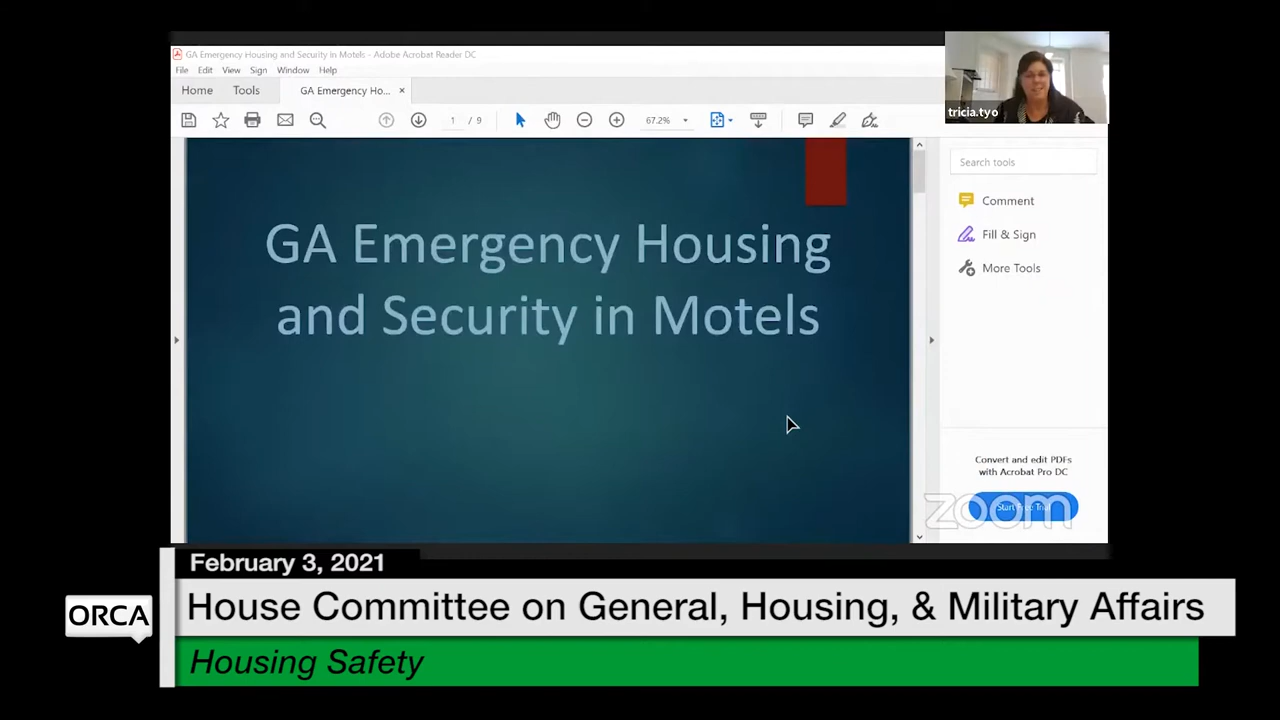 GA Emergency Housing and Security in Motels - Adobe Acrobat Reader DC
File Edit View Sign Window Help
Home Tools GA Emergency Ho... ×
1 / 9 67.2%
tricia.tyo
GA Emergency Housing
and Security in Motels
Search tools
Comment
Fill & Sign
More Tools
Convert and edit PDFs
with Acrobat Pro DC
Start Free Trial
zoom
February 3, 2021
ORCA
House Committee on General, Housing, & Military Affairs
Housing Safety